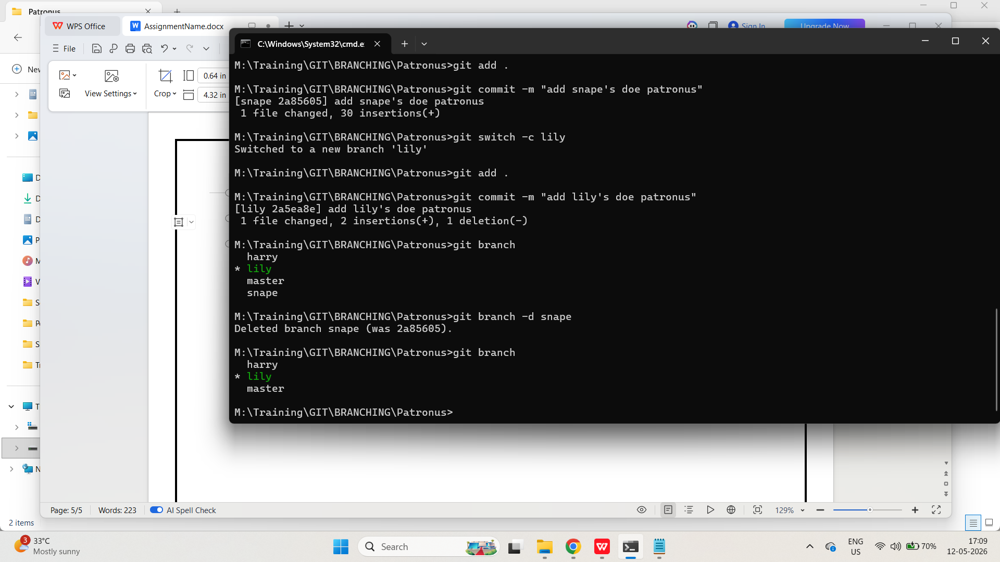 Patronus
WPS Office
AssignmentName.docx
Sign In
Upgrade Now
File
C:\Windows\System32\cmd.e
View Settings
Crop
0.64 in
4.32 in
New
M:\Training\GIT\BRANCHING\Patronus>git add .
M:\Training\GIT\BRANCHING\Patronus>git commit -m "add snape's doe patronus"
[snape 2a85605] add snape's doe patronus
1 file changed, 30 insertions(+)
M:\Training\GIT\BRANCHING\Patronus>git switch -c lily
Switched to a new branch 'lily'
M:\Training\GIT\BRANCHING\Patronus>git add .
M:\Training\GIT\BRANCHING\Patronus>git commit -m "add lily's doe patronus"
[lily 2a5ea8e] add lily's doe patronus
1 file changed, 2 insertions(+), 1 deletion(-)
M:\Training\GIT\BRANCHING\Patronus>git branch
harry
* lily
master
snape
M:\Training\GIT\BRANCHING\Patronus>git branch -d snape
Deleted branch snape (was 2a85605).
M:\Training\GIT\BRANCHING\Patronus>git branch
harry
* lily
master
M:\Training\GIT\BRANCHING\Patronus>
Page: 5/5
Words: 223
AI Spell Check
129%
2 items
3
33°C
Mostly sunny
Search
ENG
US
70%
17:09
12-05-2026